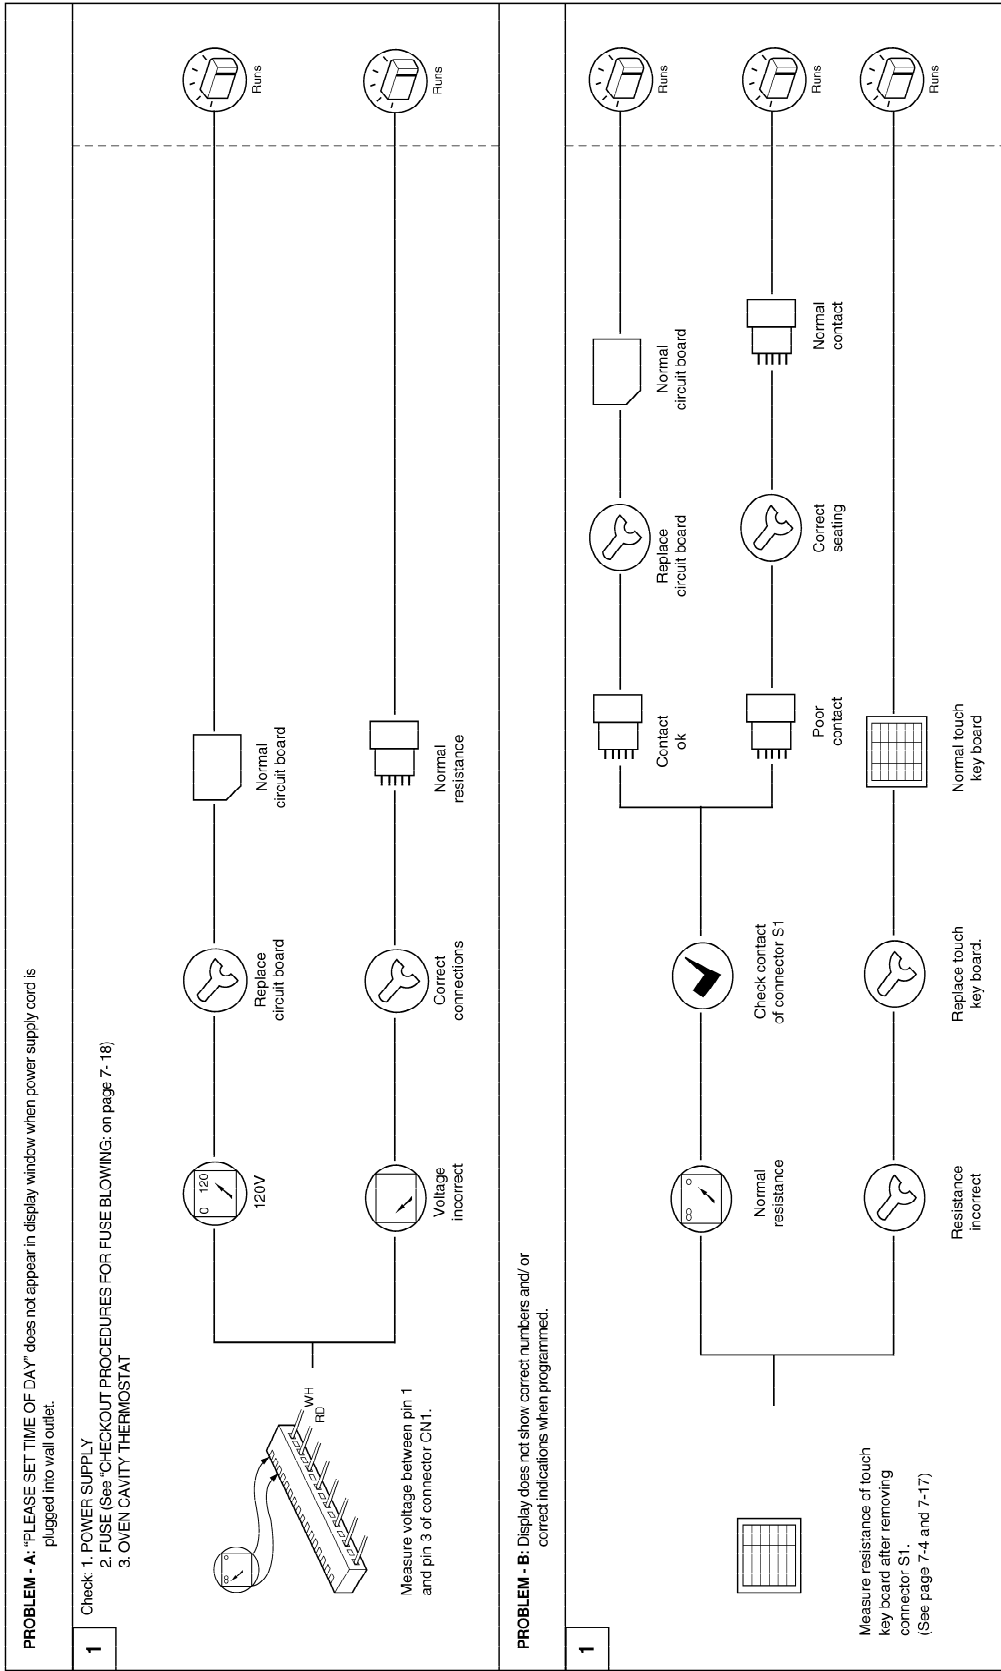 PROBLEM - A: "PLEASE SET TIME OF DAY" does not appear in display window when power supply cord is
plugged into wall outlet.
1
Check: 1. POWER SUPPLY
2. FUSE (See "CHECKOUT PROCEDURES FOR FUSE BLOWING: on page 7- 18)
3. OVEN CAVITY THERMOSTAT
∞ 0
WH
RD
Measure voltage between pin 1
and pin 3 of connector CN1.
0 120
120V
Replace
circuit board
Normal
circuit board
Runs
Voltage
incorrect
Correct
connections
Normal
resistance
Runs
PROBLEM - B: Display does not show correct numbers and/ or
correct indications when programmed.
1
Measure resistance of touch
key board after removing
connector S1.
(See page 7-4 and 7-17)
∞ 0
Normal
resistance
Check contact
of connector S1
Contact
ok
Replace
circuit board
Normal
circuit board
Runs
Poor
contact
Correct
seating
Normal
contact
Runs
Resistance
incorrect
Replace touch
key board.
Normal touch
key board
Runs